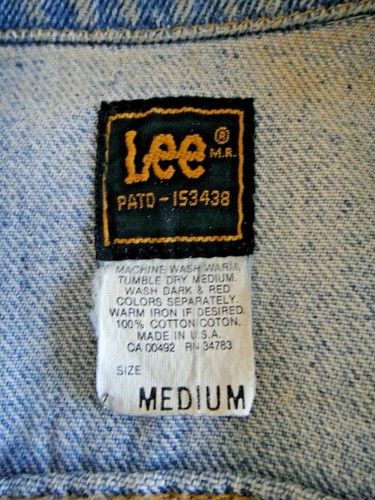 Lee® M.R.
PATD-153438
MACHINE WASH WARM,
TUMBLE DRY MEDIUM.
WASH DARK & RED
COLORS SEPARATELY.
WARM IRON IF DESIRED.
100% COTTON/COTON.
MADE IN U.S.A.
CA 00492 RN 34783
SIZE
MEDIUM